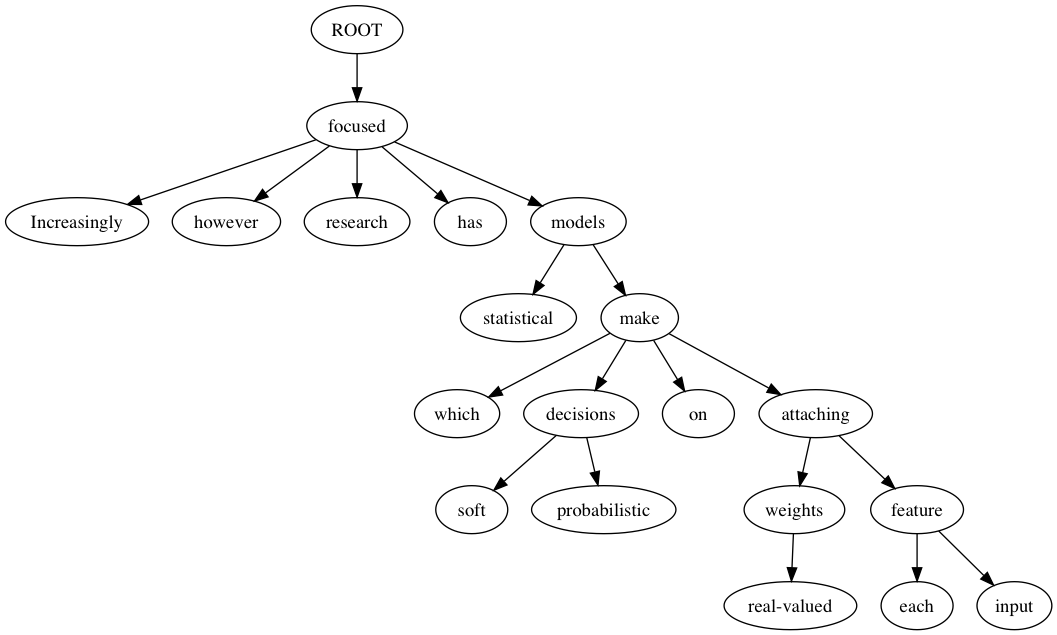 ROOT
focused
Increasingly however research has models
statistical make
which decisions on attaching
soft probabilistic weights feature
real-valued each input